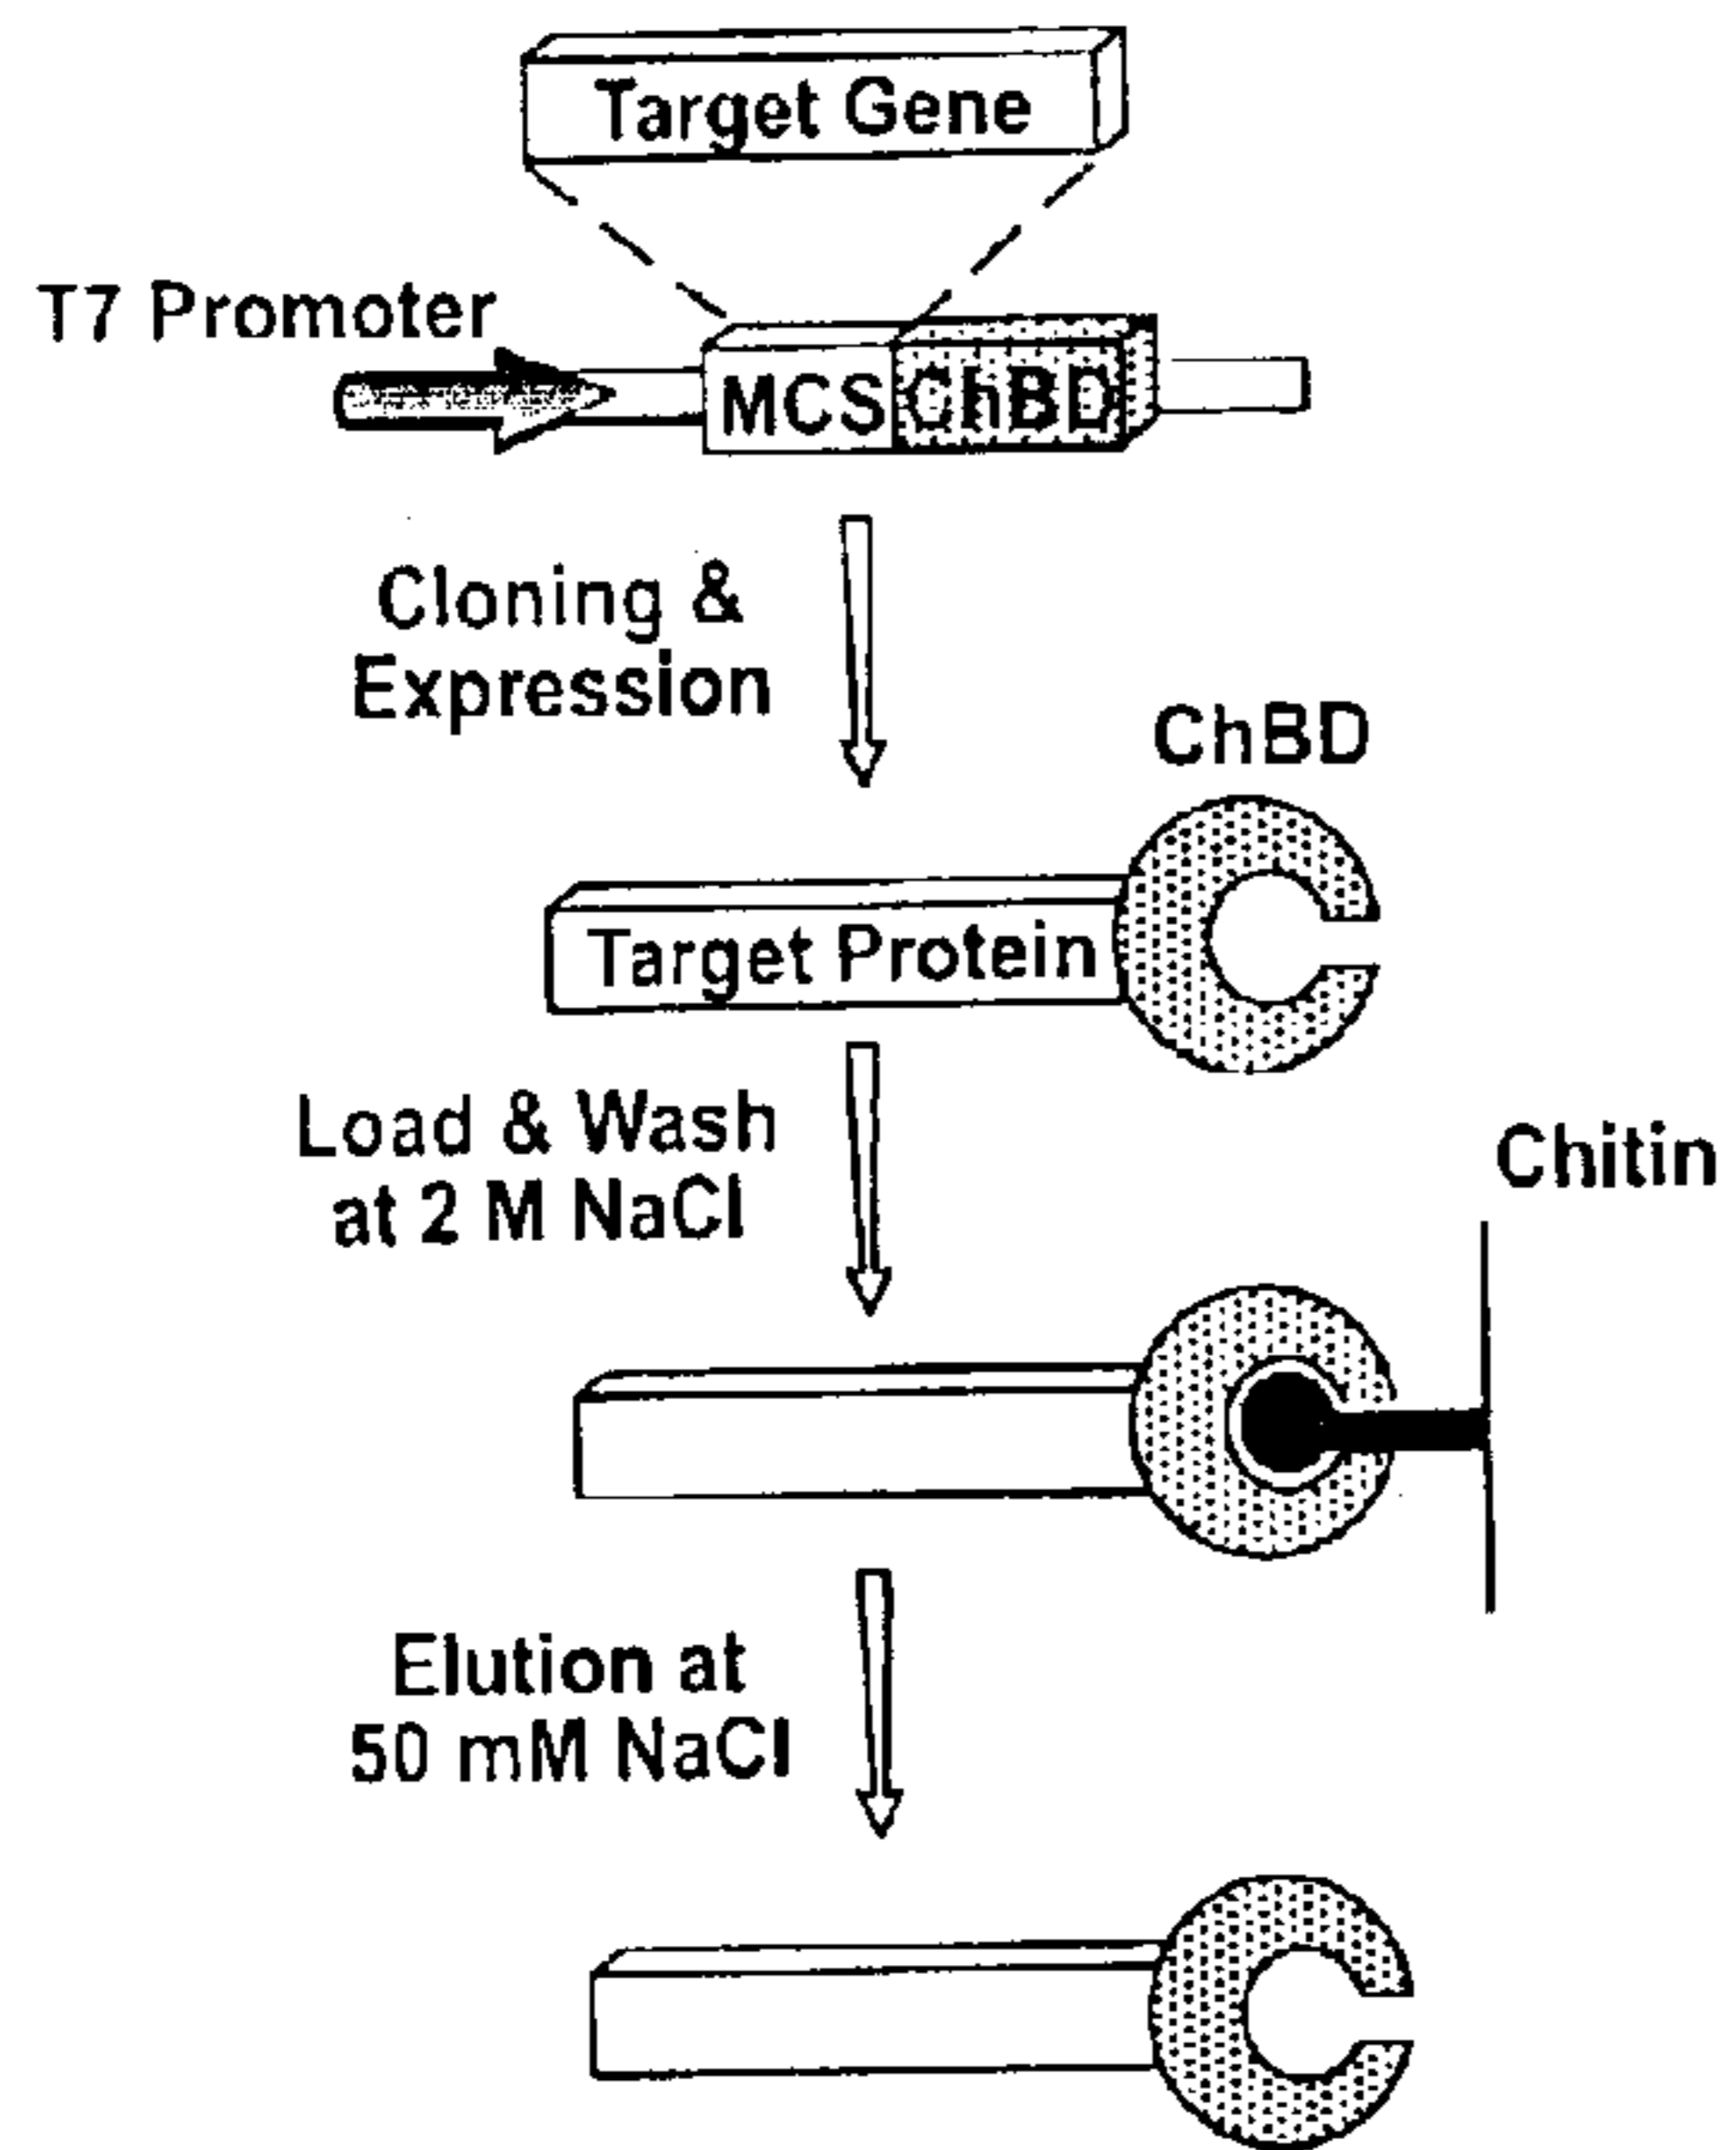 Target Gene
T7 Promoter
MCS ChBD
Cloning &
Expression
ChBD
Target Protein
Load & Wash
at 2 M NaCl
Chitin
Elution at
50 mM NaCl